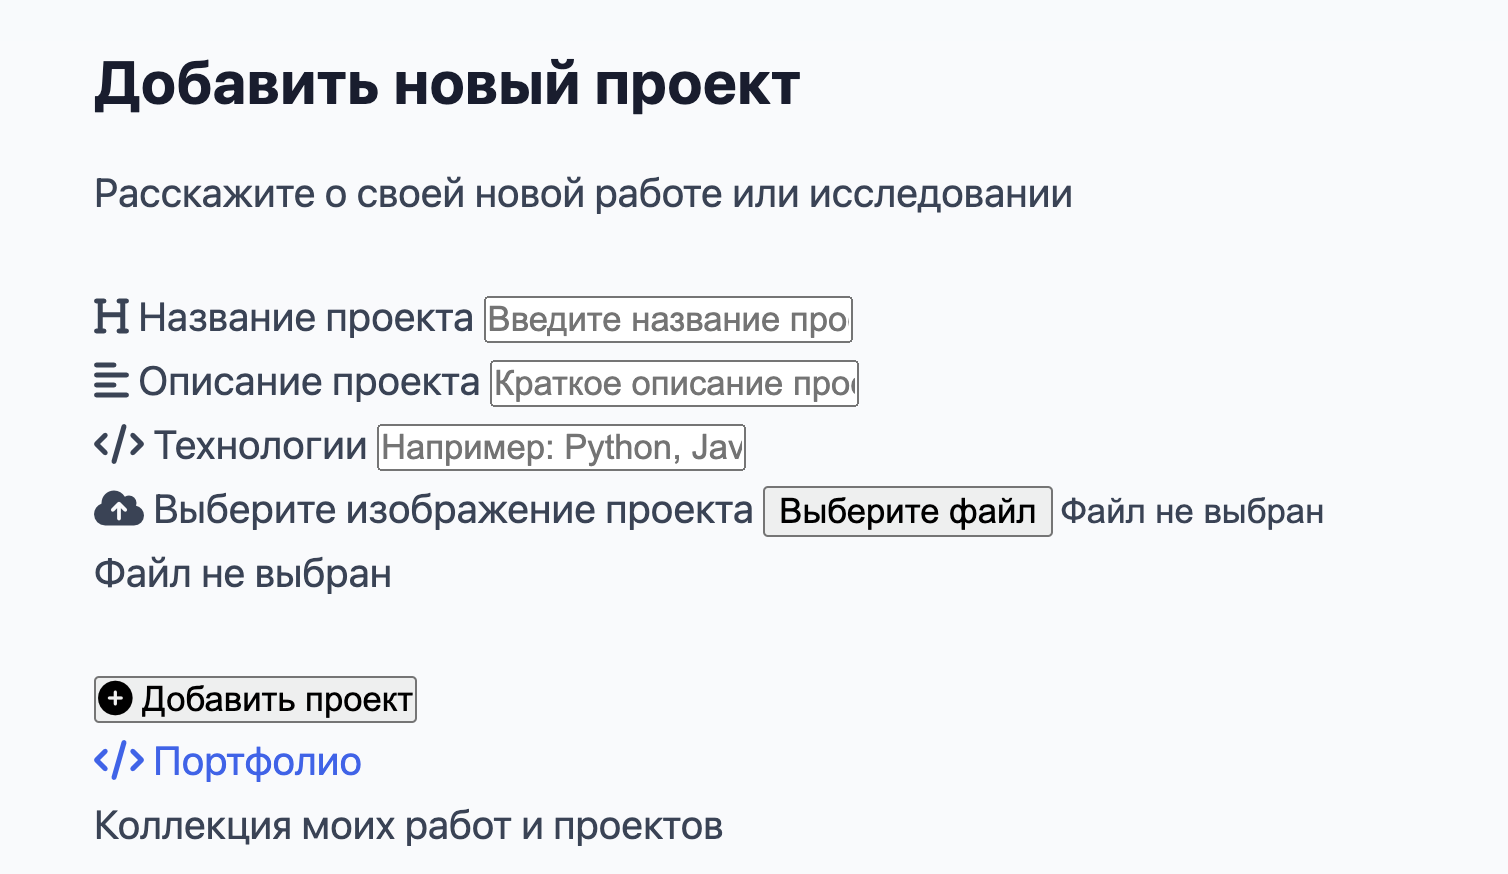 Добавить новый проект
Расскажите о своей новой работе или исследовании
Название проекта Введите название про
Описание проекта Краткое описание прое
Технологии Например: Python, Jav
Выберите изображение проекта Выберите файл Файл не выбран
Файл не выбран
Добавить проект
Портфолио
Коллекция моих работ и проектов